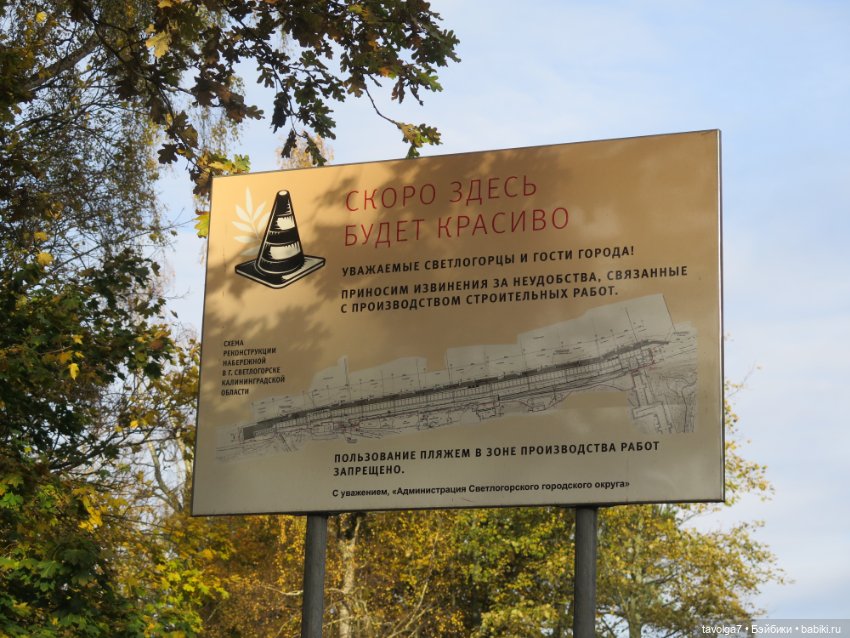 СКОРО ЗДЕСЬ
БУДЕТ КРАСИВО
УВАЖАЕМЫЕ СВЕТЛОГОРЦЫ И ГОСТИ ГОРОДА!
ПРИНОСИМ ИЗВИНЕНИЯ ЗА НЕУДОБСТВА, СВЯЗАННЫЕ
С ПРОИЗВОДСТВОМ СТРОИТЕЛЬНЫХ РАБОТ.
СХЕМА
РЕКОНСТРУКЦИИ
НАБЕРЕЖНОЙ
В Г. СВЕТЛОГОРСКЕ
КАЛИНИНГРАДСКОЙ
ОБЛАСТИ
ПОЛЬЗОВАНИЕ ПЛЯЖЕМ В ЗОНЕ ПРОИЗВОДСТВА РАБОТ
ЗАПРЕЩЕНО.
С уважением, «Администрация Светлогорского городского округа»
tavolga7 • Бэйбики • babiki.ru